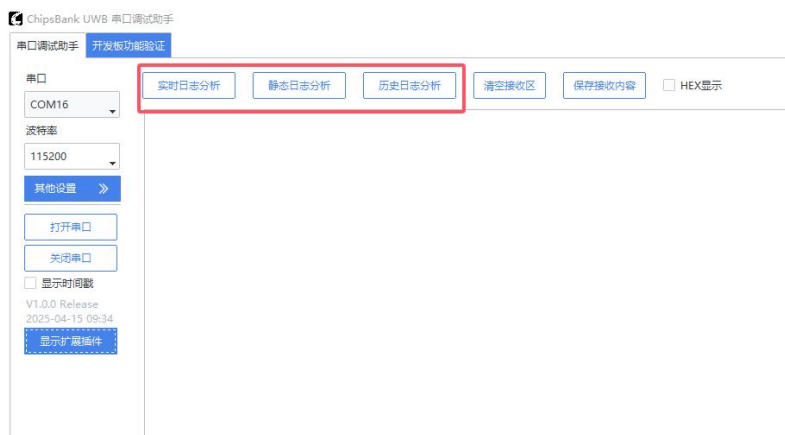 ChipsBank UWB 串口调试助手
串口调试助手 开发板功能验证
串口
实时日志分析 静态日志分析 历史日志分析 清空接收区 保存接收内容 HEX显示
COM16
波特率
115200
其他设置
打开串口
关闭串口
显示时间戳
V1.0.0 Release
2025-04-15 09:34
显示扩展插件